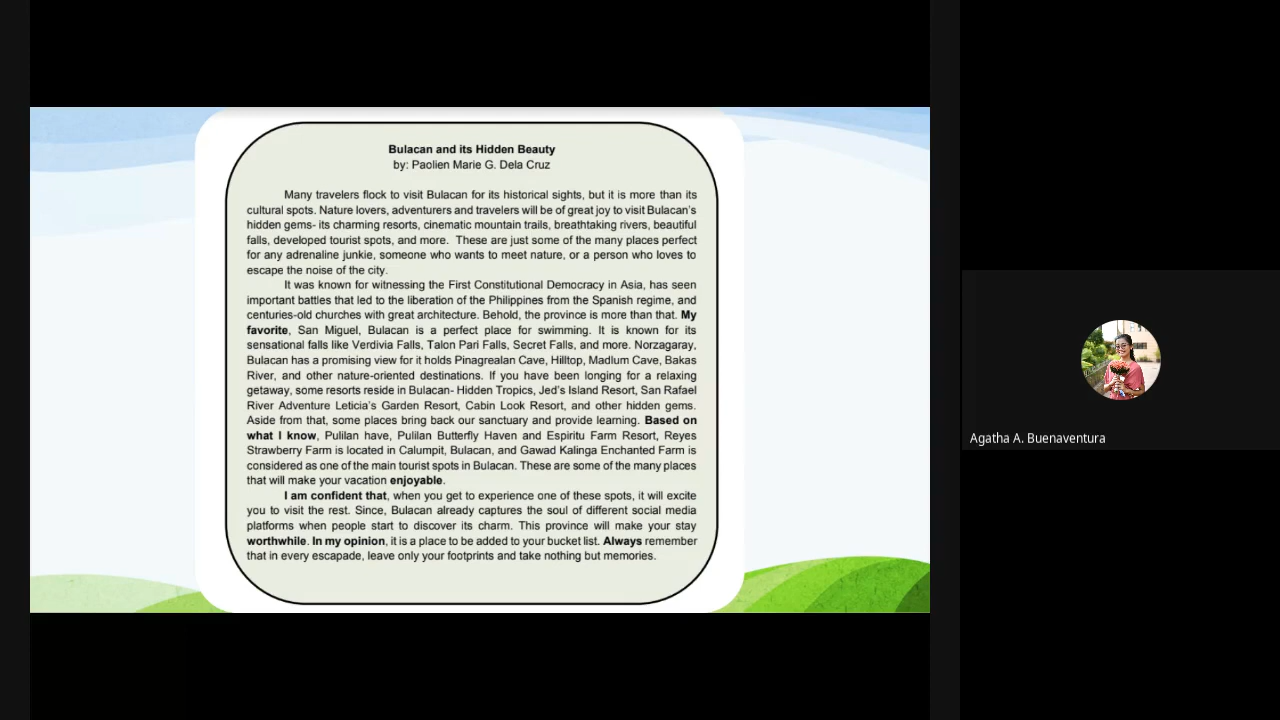 Bulacan and its Hidden Beauty
by: Paolien Marie G. Dela Cruz
Many travelers flock to visit Bulacan for its historical sights, but it is more than its
cultural spots. Nature lovers, adventurers and travelers will be of great joy to visit Bulacan's
hidden gems- its charming resorts, cinematic mountain trails, breathtaking rivers, beautiful
falls, developed tourist spots, and more. These are just some of the many places perfect
for any adrenaline junkie, someone who wants to meet nature, or a person who loves to
escape the noise of the city.
It was known for witnessing the First Constitutional Democracy in Asia, has seen
important battles that led to the liberation of the Philippines from the Spanish regime, and
centuries-old churches with great architecture. Behold, the province is more than that. My
favorite, San Miguel, Bulacan is a perfect place for swimming. It is known for its
sensational falls like Verdivia Falls, Talon Pari Falls, Secret Falls, and more. Norzagaray,
Bulacan has a promising view for it holds Pinagrealan Cave, Hilltop, Madlum Cave, Bakas
River, and other nature-oriented destinations. If you have been longing for a relaxing
getaway, some resorts reside in Bulacan- Hidden Tropics, Jed's Island Resort, San Rafael
River Adventure Leticia's Garden Resort, Cabin Look Resort, and other hidden gems.
Aside from that, some places bring back our sanctuary and provide learning. Based on
what I know, Pulilan have, Pulilan Butterfly Haven and Espiritu Farm Resort, Reyes
Strawberry Farm is located in Calumpit, Bulacan, and Gawad Kalinga Enchanted Farm is
considered as one of the main tourist spots in Bulacan. These are some of the many places
that will make your vacation enjoyable.
I am confident that, when you get to experience one of these spots, it will excite
you to visit the rest. Since, Bulacan already captures the soul of different social media
platforms when people start to discover its charm. This province will make your stay
worthwhile. In my opinion, it is a place to be added to your bucket list. Always remember
that in every escapade, leave only your footprints and take nothing but memories.
Agatha A. Buenaventura